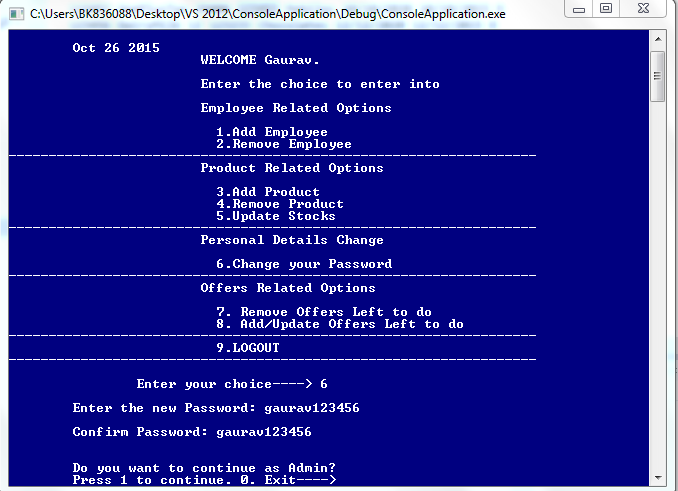 C:\Users\BK836088\Desktop\VS 2012\ConsoleApplication\Debug\ConsoleApplication.exe
Oct 26 2015
WELCOME Gaurav.
Enter the choice to enter into
Employee Related Options
1.Add Employee
2.Remove Employee
Product Related Options
3.Add Product
4.Remove Product
5.Update Stocks
Personal Details Change
6.Change your Password
Offers Related Options
7. Remove Offers Left to do
8. Add/Update Offers Left to do
9.LOGOUT
Enter your choice----> 6
Enter the new Password: gaurav123456
Confirm Password: gaurav123456
Do you want to continue as Admin?
Press 1 to continue. 0. Exit---->